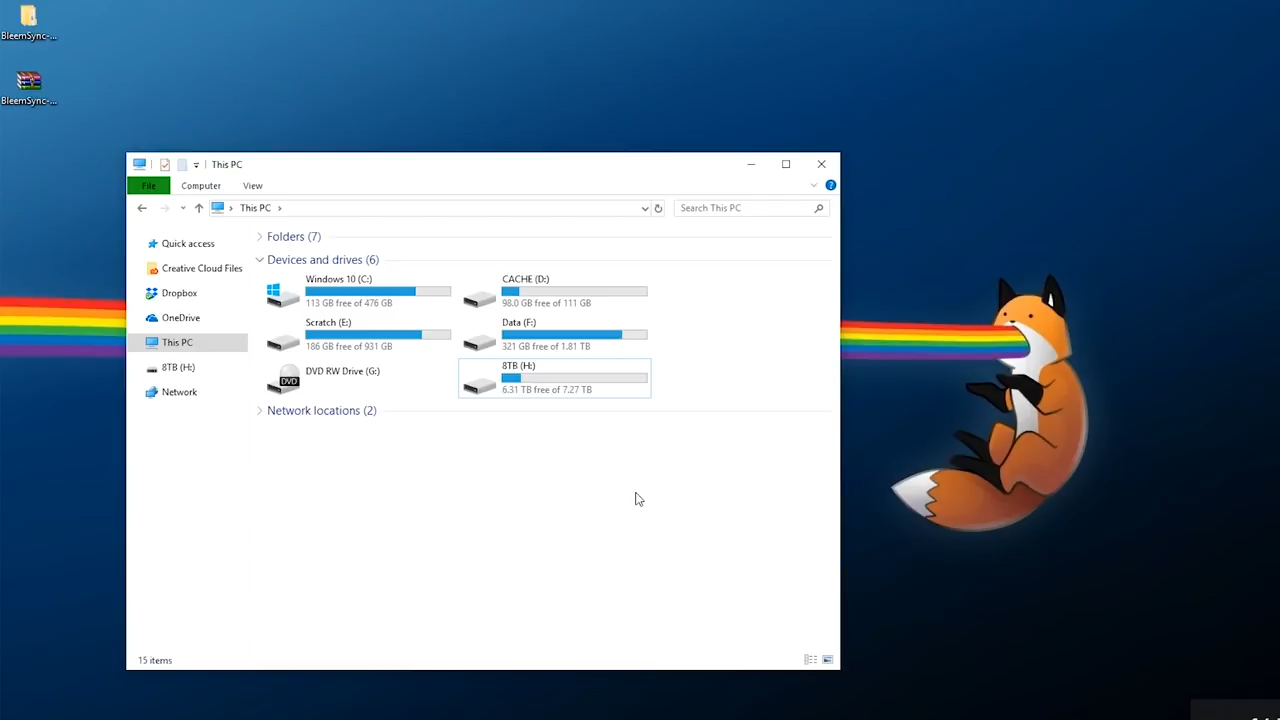 BleemSync-...
BleemSync-...
This PC
File Computer View
This PC
Search This PC
Quick access
Creative Cloud Files
Dropbox
OneDrive
This PC
8TB (H:)
Network
Folders (7)
Devices and drives (6)
Windows 10 (C:)
113 GB free of 476 GB
CACHE (D:)
98.0 GB free of 111 GB
Scratch (E:)
186 GB free of 931 GB
Data (F:)
321 GB free of 1.81 TB
DVD RW Drive (G:)
DVD
8TB (H:)
6.31 TB free of 7.27 TB
Network locations (2)
15 items